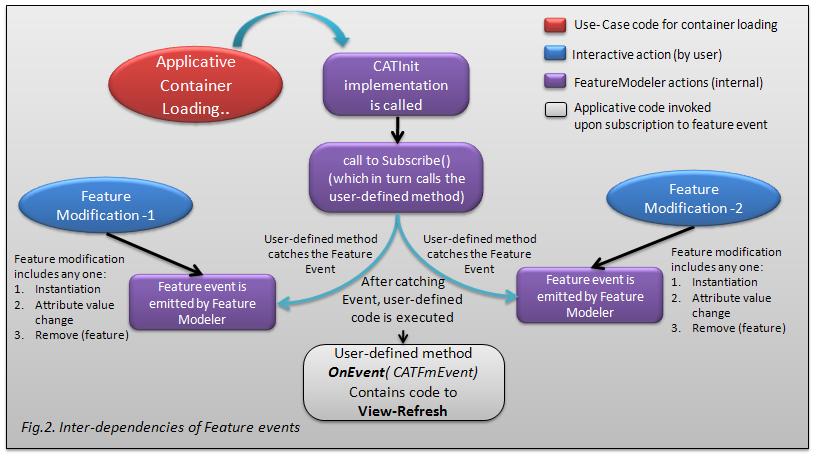 Applicative
Container
Loading..
CATInit
implementation
is called
Use- Case code for container loading
Interactive action (by user)
FeatureModeler actions (internal)
Applicative code invoked
upon subscription to feature event
call to Subscribe()
(which in turn calls the
user-defined method)
Feature
Modification -1
Feature
Modification -2
User-defined method
catches the Feature
Event
User-defined method
catches the Feature
Event
Feature modification
includes any one:
1. Instantiation
2. Attribute value
change
3. Remove (feature)
Feature event is
emitted by Feature
Modeler
After catching
Event, user-defined
code is executed
Feature event is
emitted by Feature
Modeler
Feature modification
includes any one:
1. Instantiation
2. Attribute value
change
3. Remove (feature)
User-defined method
OnEvent( CATFmEvent)
Contains code to
View-Refresh
Fig.2. Inter-dependencies of Feature events